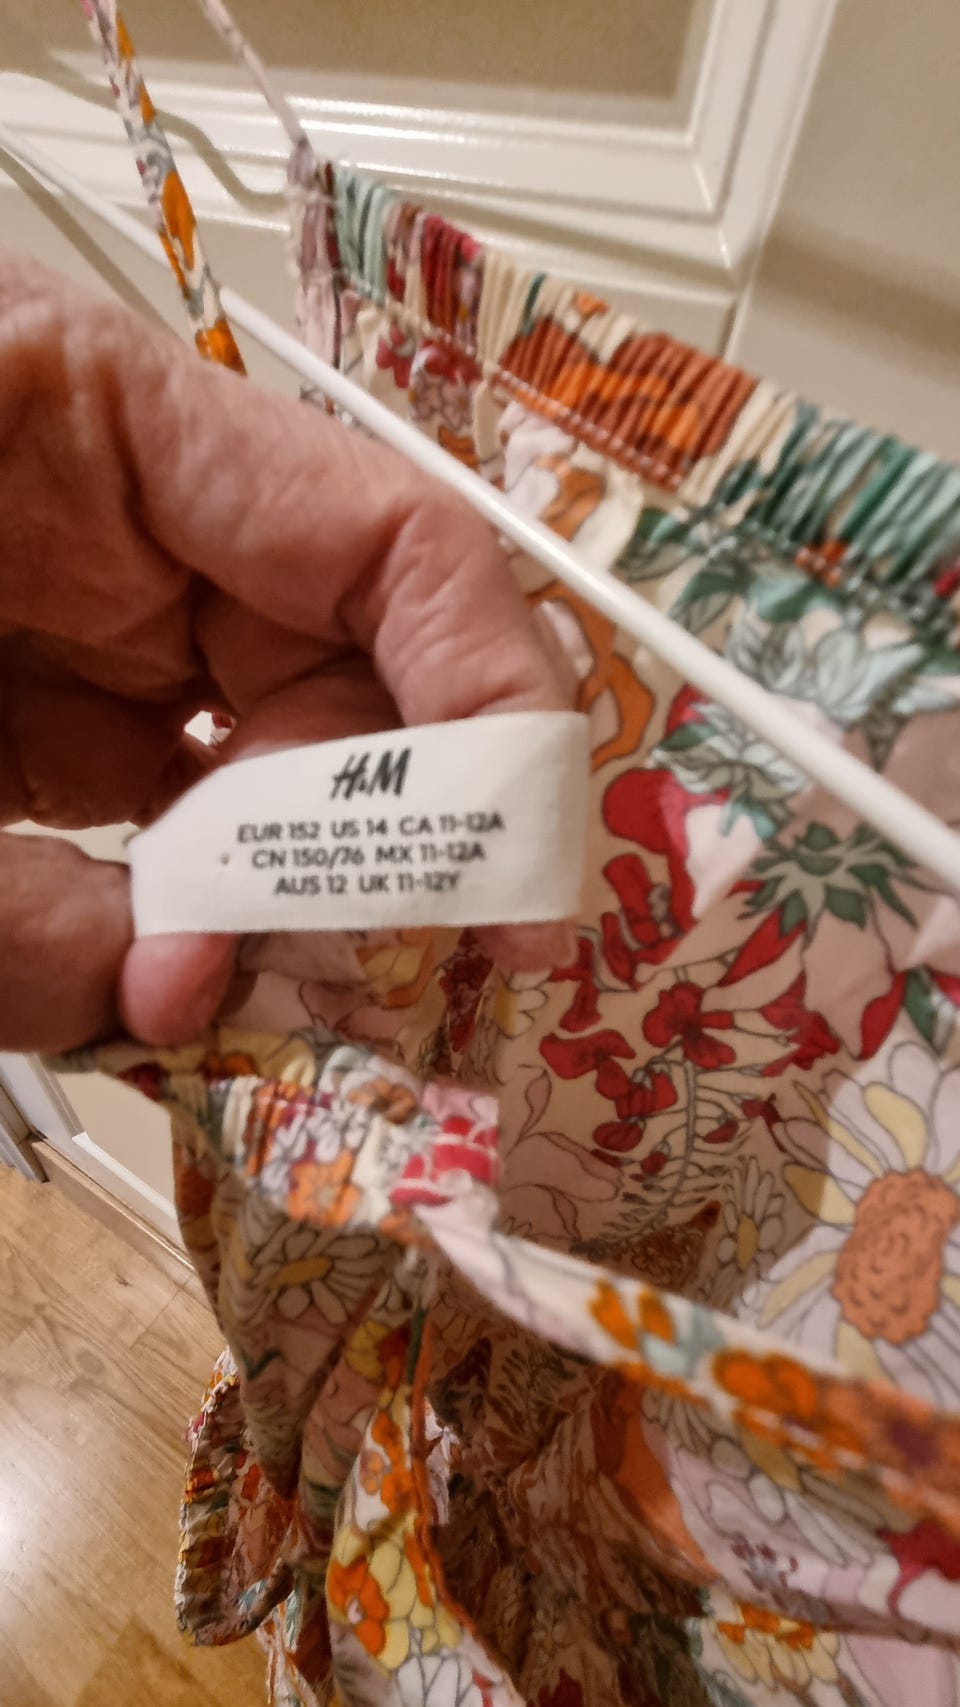 H&M
EUR 152 US 14 CA 11-12A
CN 150/76 MX 11-12A
AUS 12 UK 11-12Y